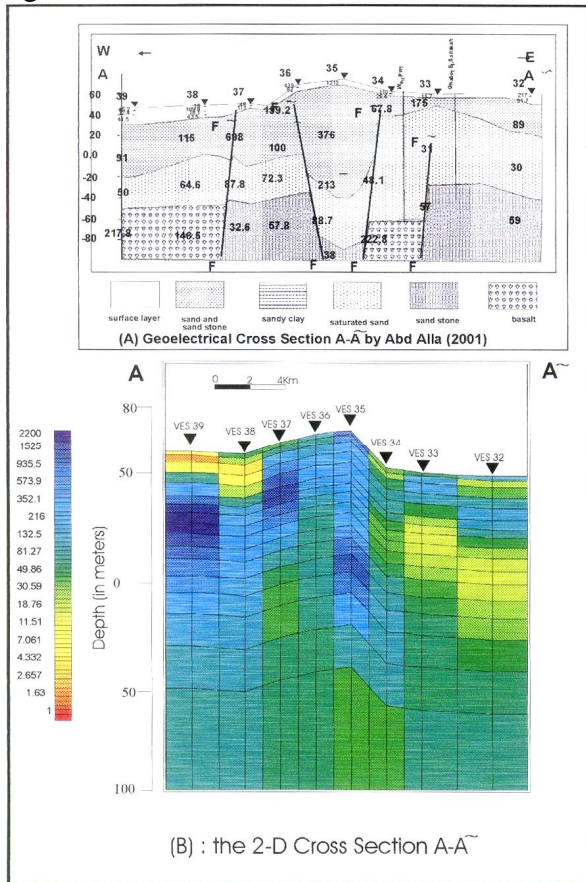 W E
A A ~
39 38 37 36 35 34 33 32
60
40
20
0.0
-20
-40
-60
-80
F 698 199.2 F 67.8 175
115 376 89
91 100 F 31
50 64.6 87.8 72.3 213 48.1 30
217.8 146.5 32.6 57.8 88.7 222.8 57 59
38
F F F F
surface layer
sand and
sand stone
sandy clay
saturated sand
sand stone
basalt
(A) Geoelectrical Cross Section A-A~ by Abd Alla (2001)
A A~
0 2 4Km
VES 39 VES 38 VES 37 VES 36 VES 35 VES 34 VES 33 VES 32
80
50
0
50
100
Depth (in meters)
2200
1525
935.5
573.9
352.1
216
132.5
81.27
49.86
30.59
18.76
11.51
7.061
4.332
2.657
1.63
1
(B) : the 2-D Cross Section A-A~